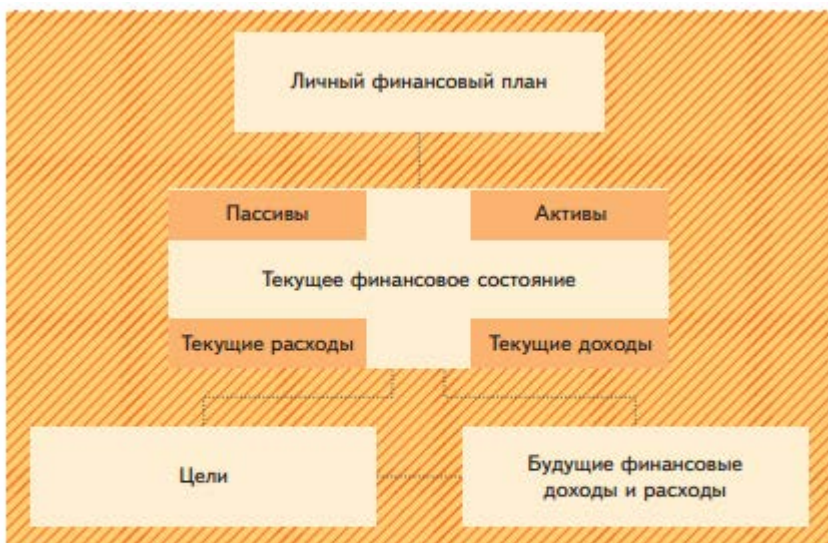 Личный финансовый план
Пассивы
Активы
Текущее финансовое состояние
Текущие расходы
Текущие доходы
Цели
Будущие финансовые
доходы и расходы